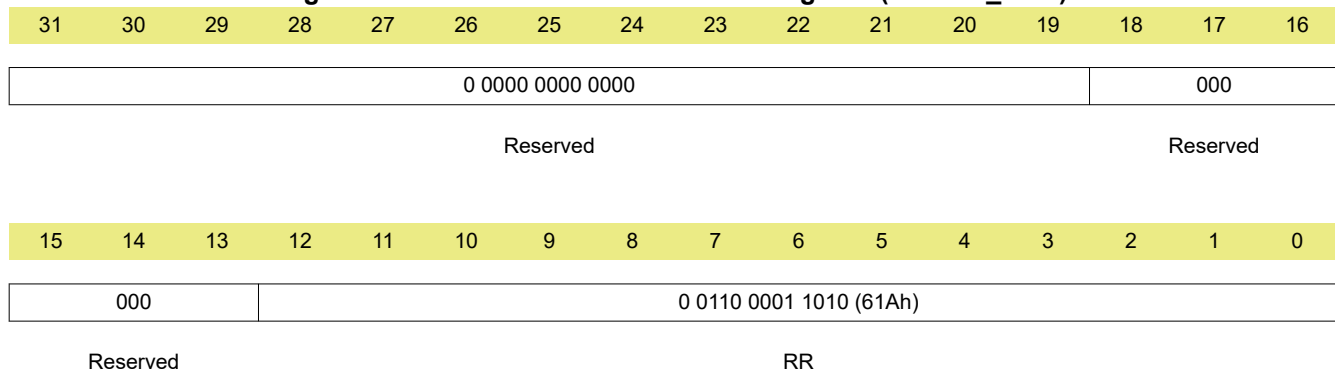 31 30 29 28 27 26 25 24 23 22 21 20 19 18 17 16
0 0000 0000 0000 000
Reserved Reserved
15 14 13 12 11 10 9 8 7 6 5 4 3 2 1 0
000 0 0110 0001 1010 (61Ah)
Reserved RR